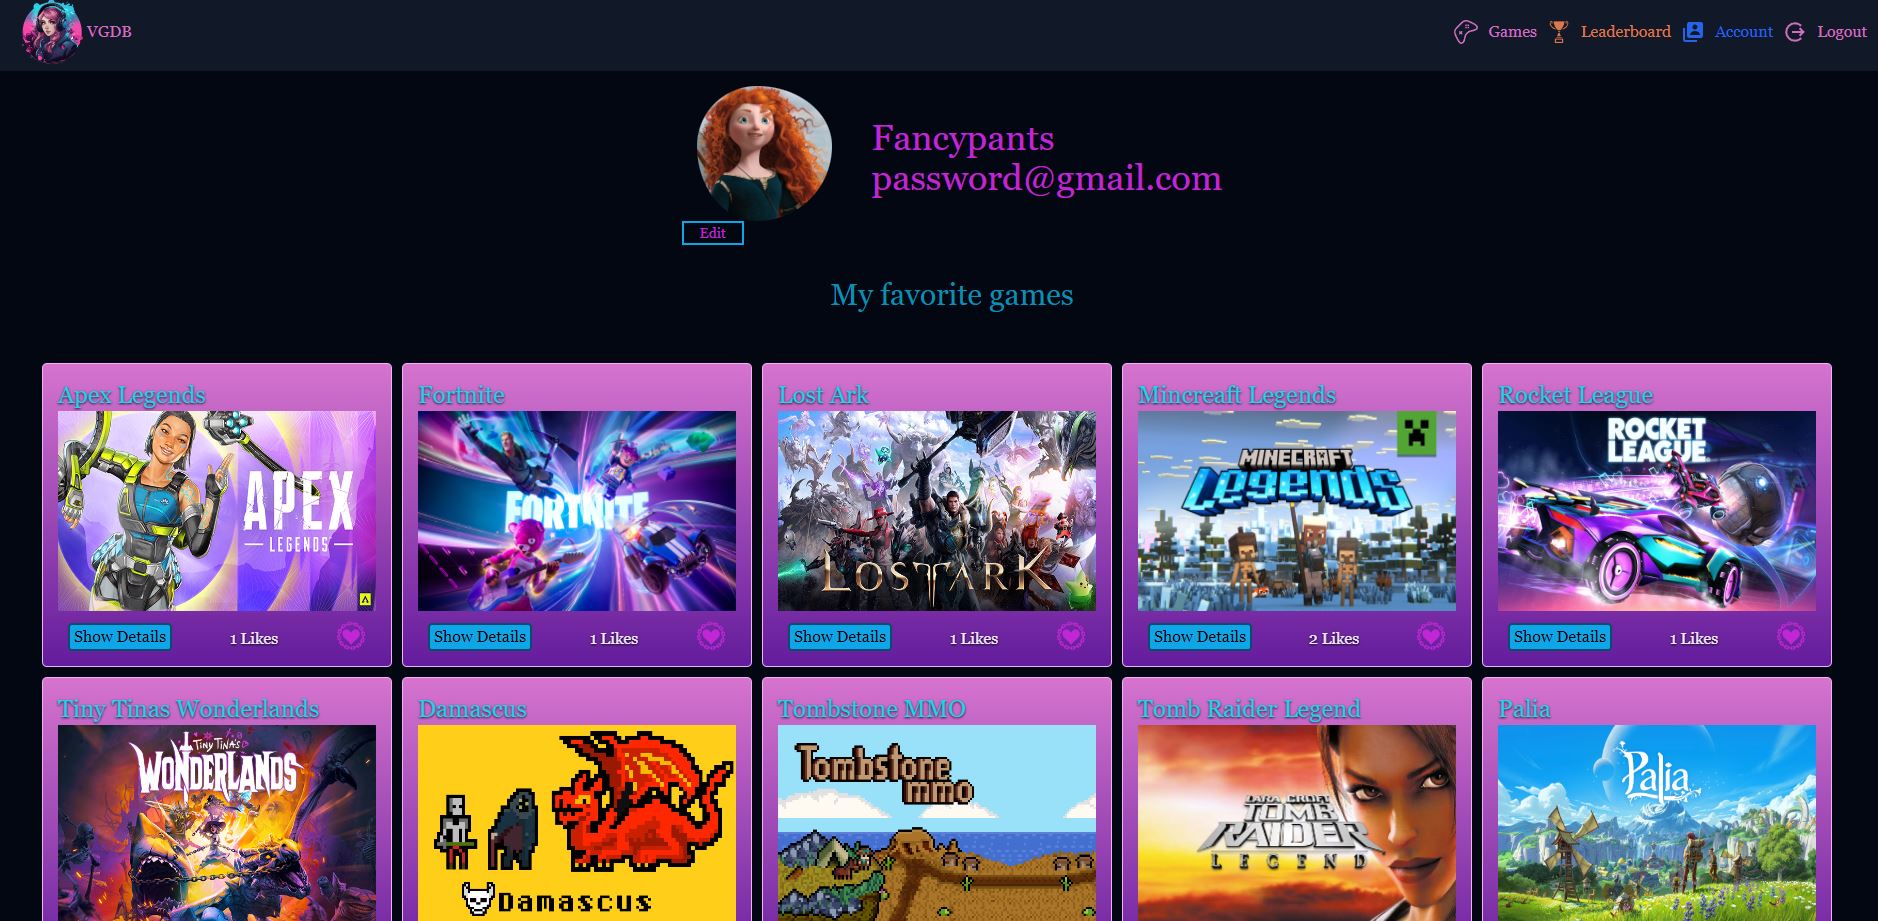 VGDB
Games Leaderboard Account Logout
Fancypants
password@gmail.com
Edit
My favorite games
Apex Legends
APEX
LEGENDS
Show Details 1 Likes
Fortnite
FORTNITE
Show Details 1 Likes
Lost Ark
LOST ARK
Show Details 1 Likes
Mincreaft Legends
MINECRAFT
Legends
Show Details 2 Likes
Rocket League
ROCKET
LEAGUE
Show Details 1 Likes
Tiny Tinas Wonderlands
TINY TINA'S
WONDERLANDS
Damascus
Damascus
Tombstone MMO
Tombstone
mmo
Tomb Raider Legend
LARA CROFT
TOMB
RAIDER
LEGEND
Palia
Palia